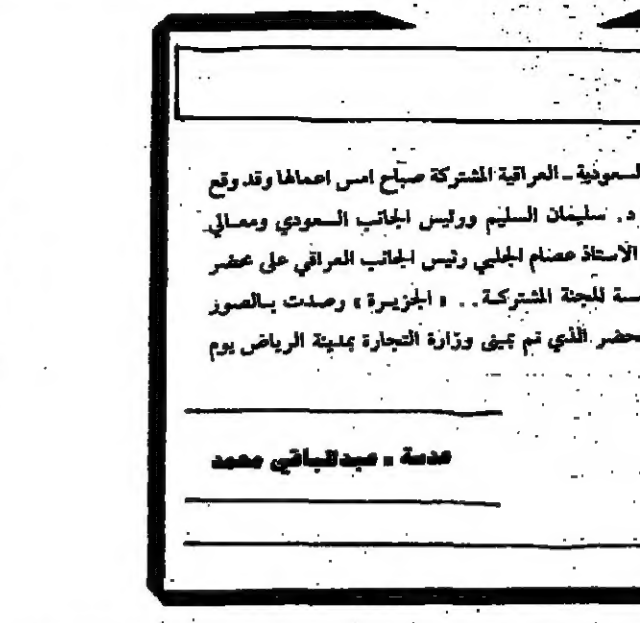 السعودية ـ العراقية المشتركة صباح امس اعمالها وقد وقع
د. سليمان السليم ورئيس الجانب السعودي ومعالي
الاستاذ عصام الجلبي رئيس الجانب العراقي على محضر
سة للجنة المشتركة . . « الجزيرة » رصدت بالصور
محضر الذي تم بمبنى وزارة التجارة بمدينة الرياض يوم
عدسة ـ عبدالباقي محمد